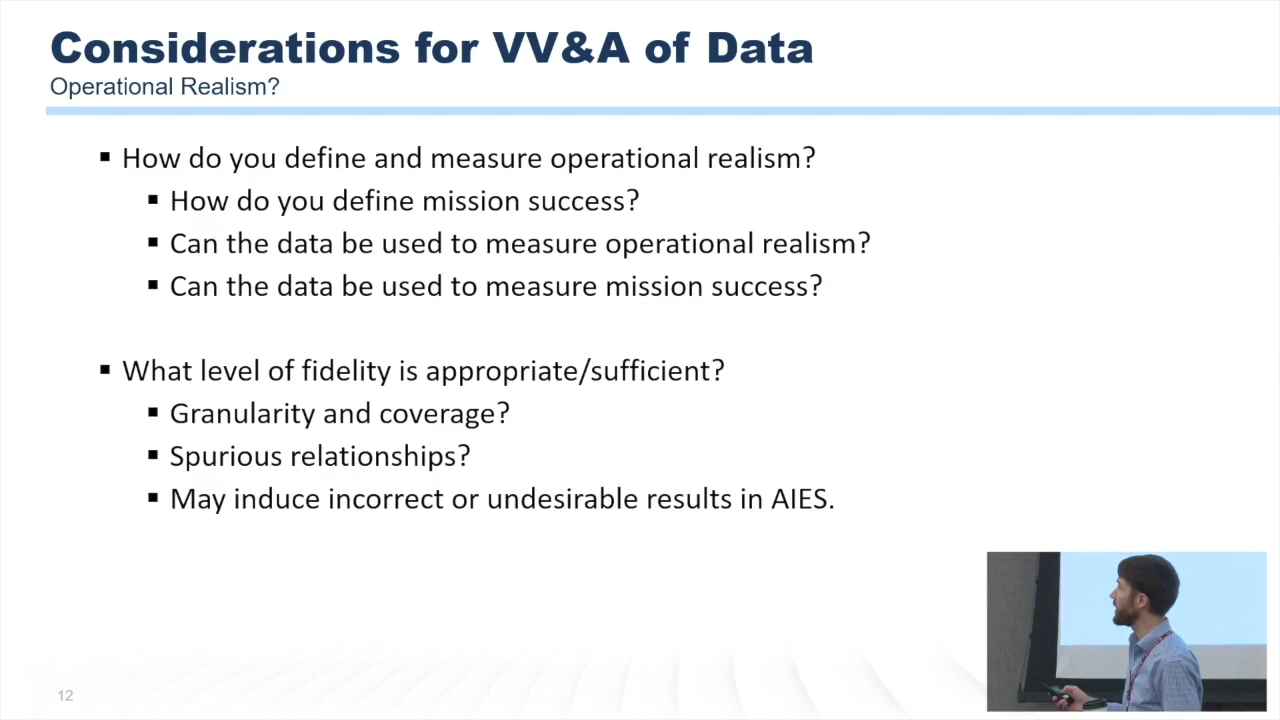 Considerations for VV&A of Data
Operational Realism?
▪ How do you define and measure operational realism?
▪ How do you define mission success?
▪ Can the data be used to measure operational realism?
▪ Can the data be used to measure mission success?
▪ What level of fidelity is appropriate/sufficient?
▪ Granularity and coverage?
▪ Spurious relationships?
▪ May induce incorrect or undesirable results in AIES.
12